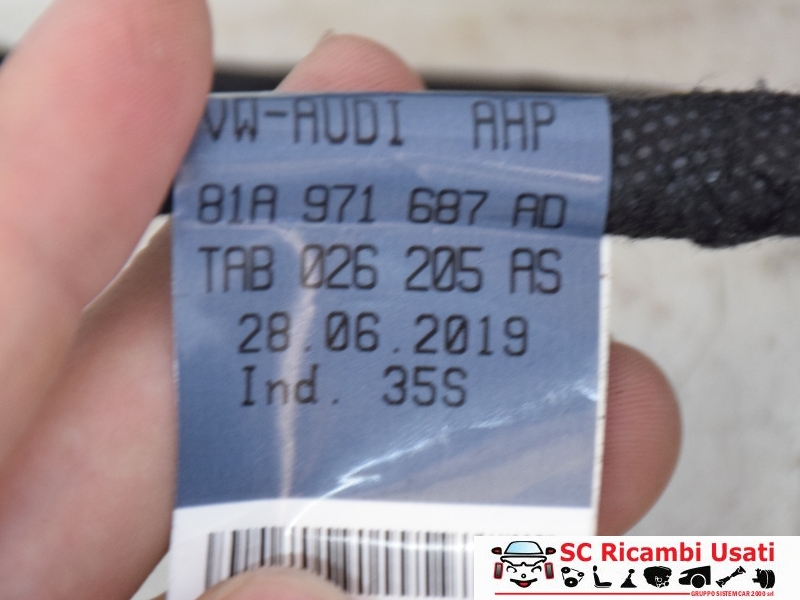 VW-AUDI AHP
81A 971 687 AD
TAB 026 205 AS
28.06.2019
Ind. 35S
SC Ricambi Usati
GRUPPO SISTEMCAR 2000 srl